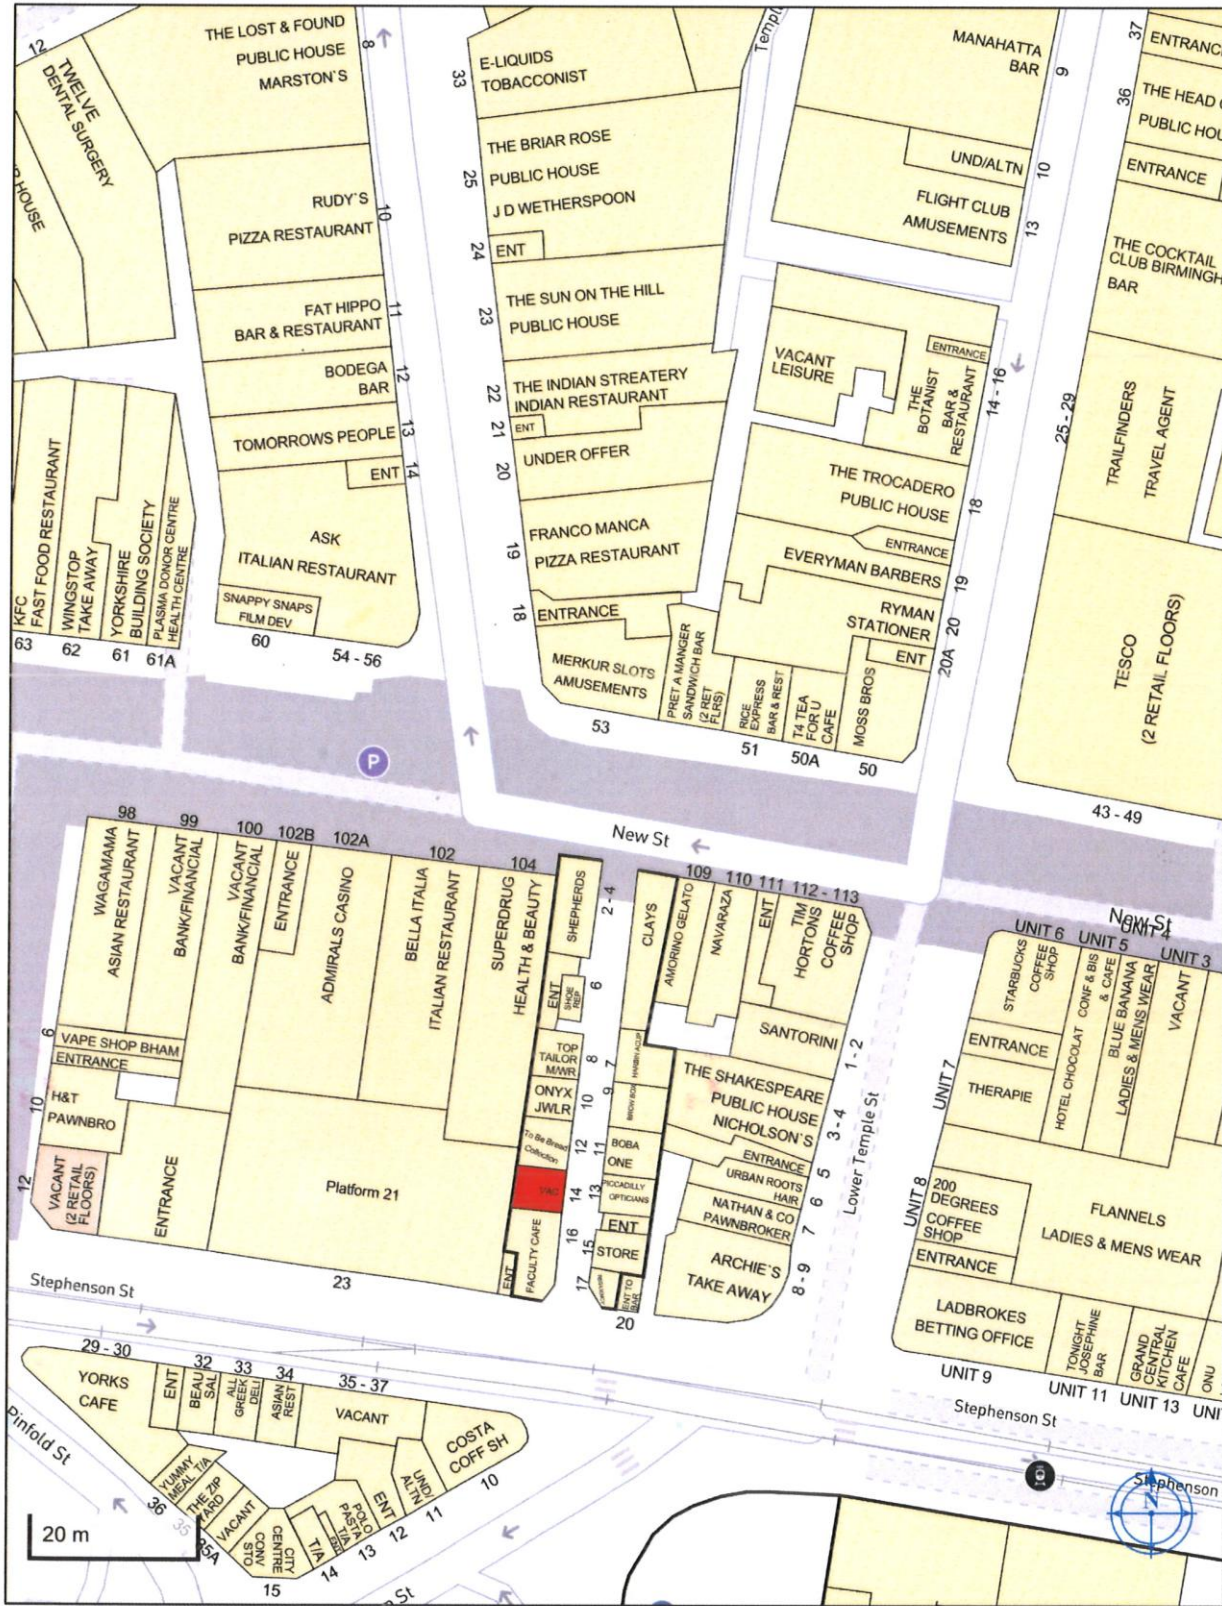 12
TWELVE
DENTAL SURGERY
HOUSE
THE LOST & FOUND
PUBLIC HOUSE
MARSTON'S
8
RUDY'S
PIZZA RESTAURANT
10
FAT HIPPO
BAR & RESTAURANT
11
BODEGA
BAR
12
TOMORROWS PEOPLE
13
ENT
14
ASK
ITALIAN RESTAURANT
SNAPPY SNAPS
FILM DEV
60
54 - 56
KFC
FAST FOOD RESTAURANT
63
WINGSTOP
TAKE AWAY
62
YORKSHIRE
BUILDING SOCIETY
61
PLASMA DONOR CENTRE
HEALTH CENTRE
61A
E-LIQUIDS
TOBACCONIST
33
THE BRIAR ROSE
PUBLIC HOUSE
J D WETHERSPOON
25
ENT
24
THE SUN ON THE HILL
PUBLIC HOUSE
23
THE INDIAN STREATERY
INDIAN RESTAURANT
22
ENT
21
UNDER OFFER
20
FRANCO MANCA
PIZZA RESTAURANT
19
ENTRANCE
18
MERKUR SLOTS
AMUSEMENTS
53
PRET A MANGER
SANDWICH BAR
(2 RET
FLRS)
RICE
EXPRESS
BAR & REST
51
T4 TEA
FOR U
CAFE
50A
MOSS BROS
50
Templ
MANAHATTA
BAR
9
UND/ALTN
10
FLIGHT CLUB
AMUSEMENTS
13
VACANT
LEISURE
ENTRANCE
THE
BOTANIST
BAR &
RESTAURANT
14 - 16
THE TROCADERO
PUBLIC HOUSE
18
ENTRANCE
EVERYMAN BARBERS
19
RYMAN
STATIONER
20
ENT
20A
37
ENTRANCE
36
THE HEAD
PUBLIC HOU
ENTRANCE
THE COCKTAIL
CLUB BIRMINGH
BAR
25 - 29
TRAILFINDERS
TRAVEL AGENT
TESCO
(2 RETAIL FLOORS)
43 - 49
P
New St
New St
98
WAGAMAMA
ASIAN RESTAURANT
99
VACANT
BANK/FINANCIAL
100
VACANT
BANK/FINANCIAL
102B
ENTRANCE
102A
ADMIRALS CASINO
102
BELLA ITALIA
ITALIAN RESTAURANT
104
SUPERDRUG
HEALTH & BEAUTY
6
VAPE SHOP BHAM
ENTRANCE
10
H&T
PAWNBRO
12
VACANT
(2 RETAIL
FLOORS)
ENTRANCE
Platform 21
23
SHEPHERDS
2-4
ENT
SHOE
REP
6
TOP
TAILOR
M/WR
8
ONYX
JWLR
10
To Be Bread
Collection
12
VAC
14
FACULTY CAFE
16
ENT
CLAYS
7
BROW BOX
9
BOBA
ONE
11
PICCADILLY
OPTICIANS
13
ENT
STORE
15
17
ENT TO
BAR
20
109
AMORINO GELATO
110
NAVARAZA
111
ENT
112 - 113
TIM
HORTONS
COFFEE
SHOP
SANTORINI
1 - 2
THE SHAKESPEARE
PUBLIC HOUSE
NICHOLSON'S
3 - 4
ENTRANCE
5
URBAN ROOTS
HAIR
6
NATHAN & CO
PAWNBROKER
7
ARCHIE'S
TAKE AWAY
8 - 9
Lower Temple St
UNIT 6
STARBUCKS
COFFEE
SHOP
ENTRANCE
UNIT 7
THERAPIE
UNIT 5
HOTEL CHOCOLAT CONF & BIS
& CAFE
UNIT 4
BLUE BANANA
LADIES & MENS WEAR
UNIT 3
VACANT
UNIT 8
200
DEGREES
COFFEE
SHOP
ENTRANCE
FLANNELS
LADIES & MENS WEAR
LADBROKES
BETTING OFFICE
UNIT 9
TONIGHT
JOSEPHINE
BAR
UNIT 11
GRAND
CENTRAL
KITCHEN
CAFE
UNIT 13
ONU
UNI
Stephenson St
Stephenson St
Stephenson
29 - 30
YORKS
CAFE
ENT
32
BEAU
SAL
33
ALL
GREEK
DELI
34
ASIAN
REST
35 - 37
VACANT
COSTA
COFF SH
10
UND/
ALTN
11
ENT
12
POLO
PASTA
T/A
13
T/A
14
CITY
CENTRE
CONV
STO
15
VACANT
35A
THE ZIP
YARD
35
YUMMY
MEAL T/A
36
Pinfold St
n St
20 m
N